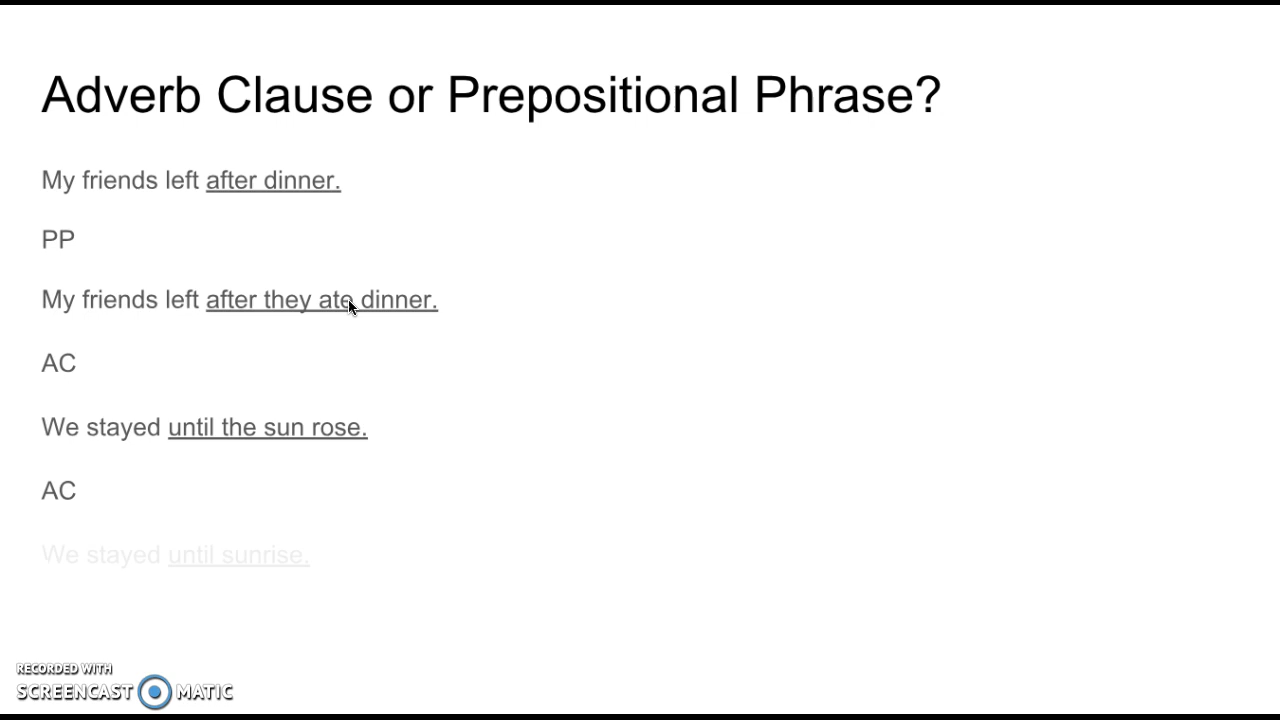 Adverb Clause or Prepositional Phrase?
My friends left after dinner.
PP
My friends left after they ate dinner.
AC
We stayed until the sun rose.
AC
We stayed until sunrise.
RECORDED WITH
SCREENCAST MATIC